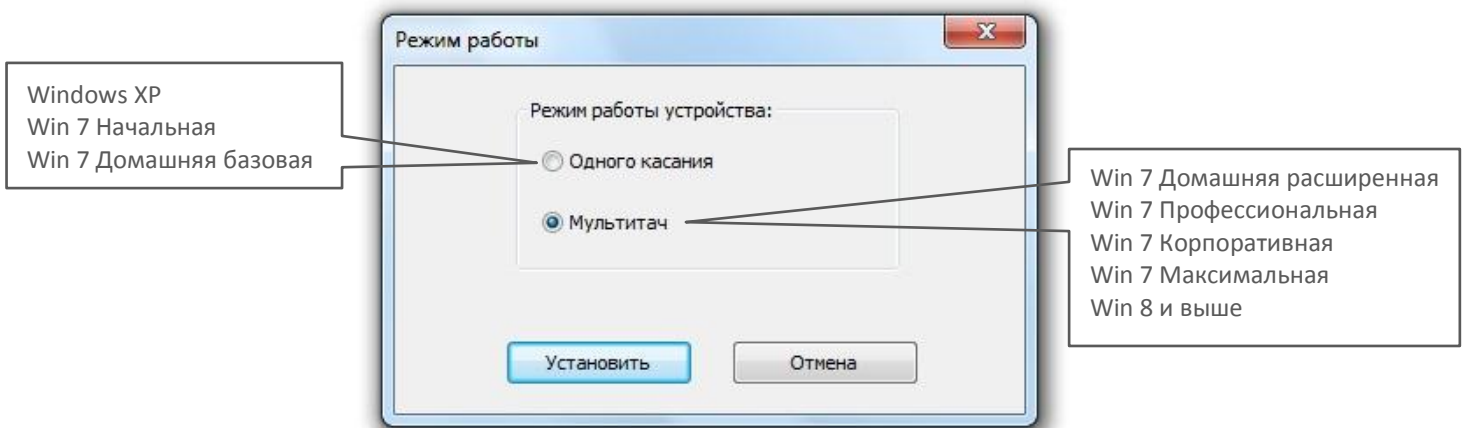 Режим работы
Windows XP
Win 7 Начальная
Win 7 Домашняя базовая
Режим работы устройства:
Одного касания
Мультитач
Win 7 Домашняя расширенная
Win 7 Профессиональная
Win 7 Корпоративная
Win 7 Максимальная
Win 8 и выше
Установить
Отмена